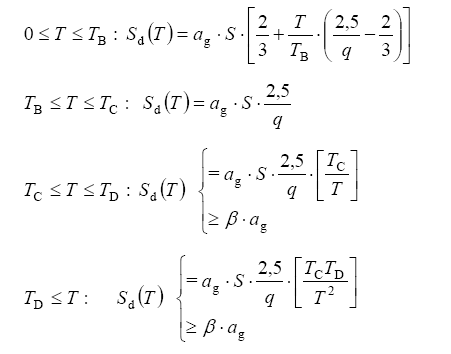 0 ≤ T ≤ T_B : S_d(T) = a_g · S · [2/3 + T/T_B · (2,5/q − 2/3)]
T_B ≤ T ≤ T_C : S_d(T) = a_g · S · 2,5/q
T_C ≤ T ≤ T_D : S_d(T) { = a_g · S · 2,5/q · [T_C/T]
≥ β · a_g
T_D ≤ T : S_d(T) { = a_g · S · 2,5/q · [T_C T_D/T²]
≥ β · a_g